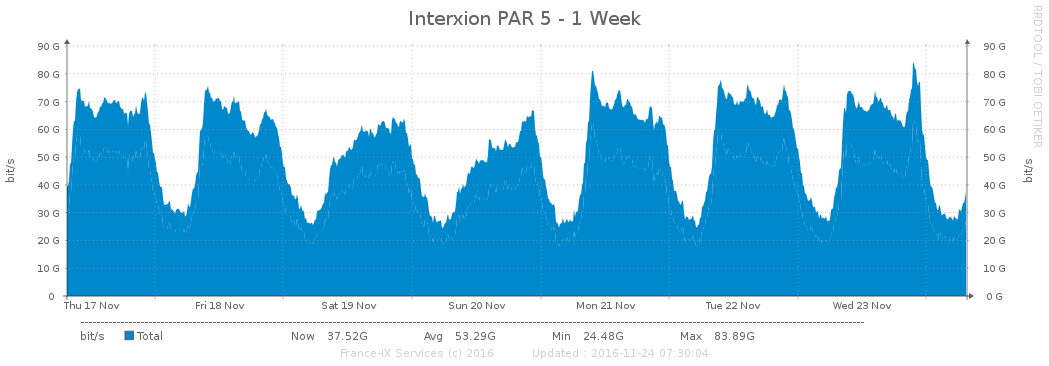 Interxion PAR 5 - 1 Week
RRDTOOL / TOBI OETIKER
90 G 90 G
80 G 80 G
70 G 70 G
60 G 60 G
50 G 50 G
40 G 40 G
30 G 30 G
20 G 20 G
10 G 10 G
0 0 G
bit/s bit/s
Thu 17 Nov Fri 18 Nov Sat 19 Nov Sun 20 Nov Mon 21 Nov Tue 22 Nov Wed 23 Nov
bit/s Total Now 37.52G Avg 53.29G Min 24.48G Max 83.89G
France-IX Services (c) 2016 Updated : 2016-11-24 07:30:04